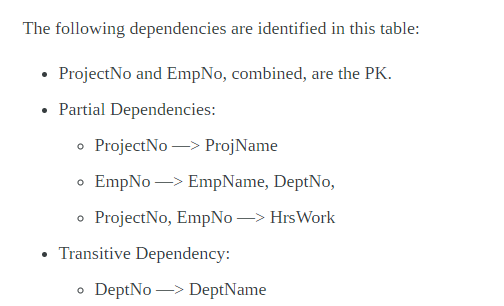 The following dependencies are identified in this table:
• ProjectNo and EmpNo, combined, are the PK.
• Partial Dependencies:
◦ ProjectNo —> ProjName
◦ EmpNo —> EmpName, DeptNo,
◦ ProjectNo, EmpNo —> HrsWork
• Transitive Dependency:
◦ DeptNo —> DeptName